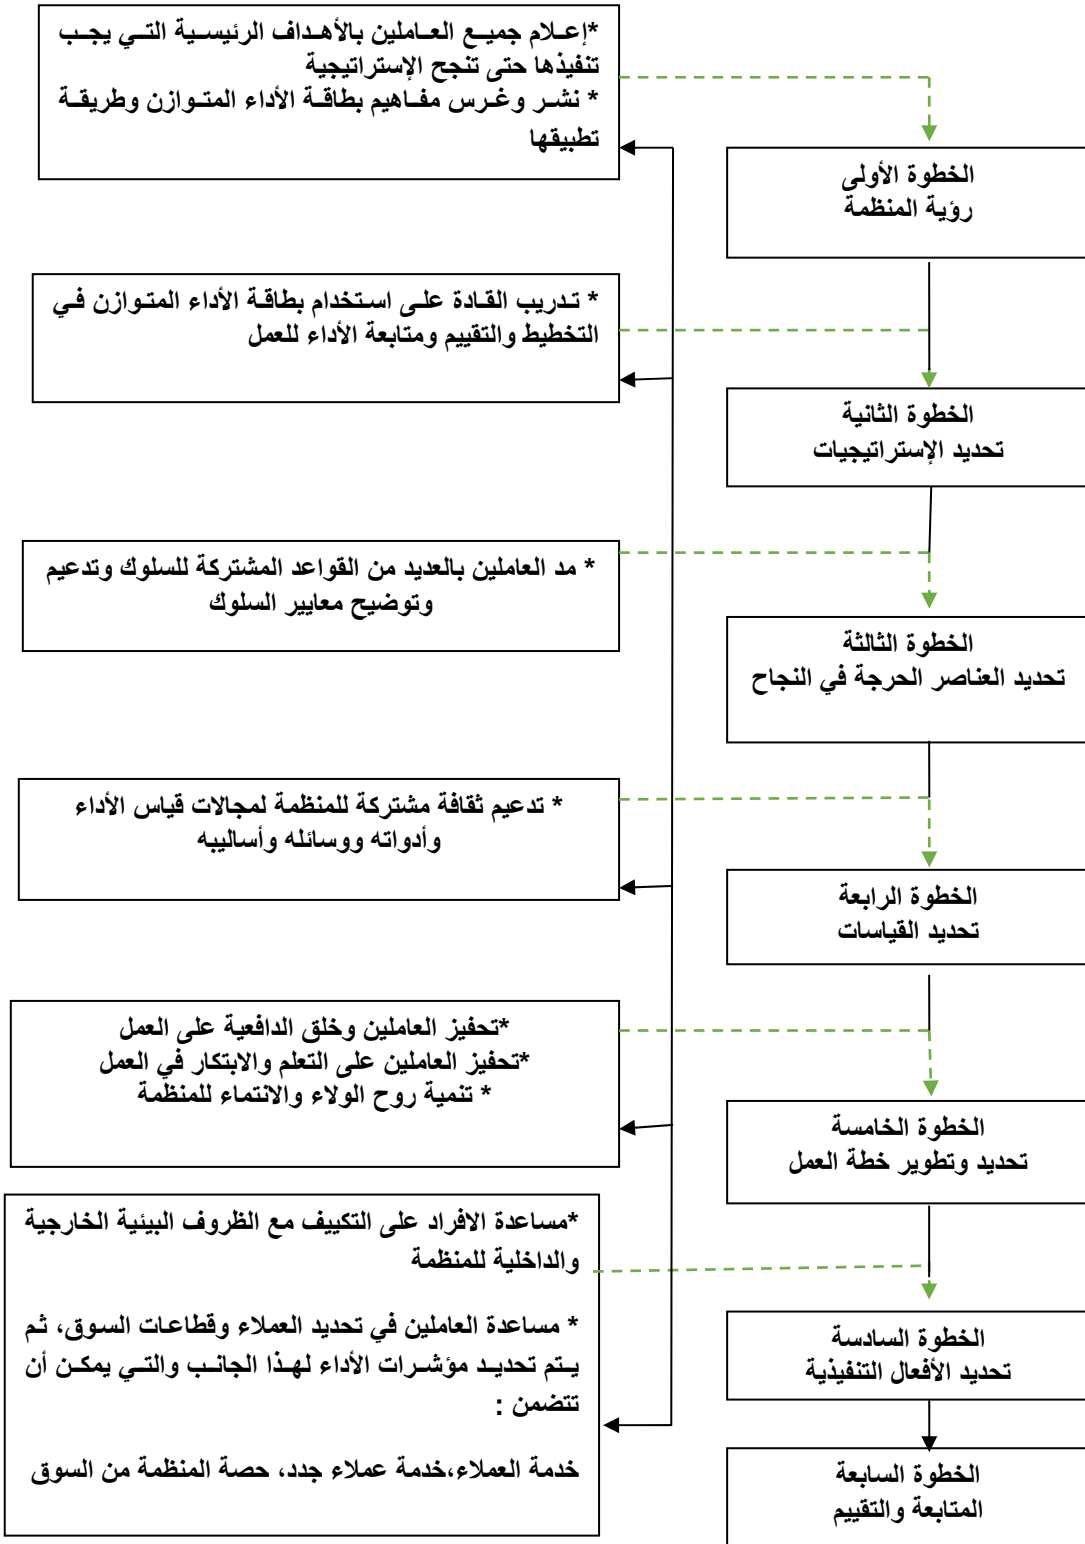 *إعلام جميع العاملين بالأهداف الرئيسية التي يجب
تنفيذها حتى تنجح الإستراتيجية
* نشر وغرس مفاهيم بطاقة الأداء المتوازن وطريقة
تطبيقها
الخطوة الأولى
رؤية المنظمة
* تدريب القادة على استخدام بطاقة الأداء المتوازن في
التخطيط والتقييم ومتابعة الأداء للعمل
الخطوة الثانية
تحديد الإستراتيجيات
* مد العاملين بالعديد من القواعد المشتركة للسلوك وتدعيم
وتوضيح معايير السلوك
الخطوة الثالثة
تحديد العناصر الحرجة في النجاح
* تدعيم ثقافة مشتركة للمنظمة لمجالات قياس الأداء
وأدواته ووسائله وأساليبه
الخطوة الرابعة
تحديد القياسات
*تحفيز العاملين وخلق الدافعية على العمل
*تحفيز العاملين على التعلم والابتكار في العمل
* تنمية روح الولاء والانتماء للمنظمة
الخطوة الخامسة
تحديد وتطوير خطة العمل
*مساعدة الافراد على التكييف مع الظروف البيئية الخارجية
والداخلية للمنظمة
* مساعدة العاملين في تحديد العملاء وقطاعات السوق، ثم
يتم تحديد مؤشرات الأداء لهذا الجانب والتي يمكن أن
تتضمن :
خدمة العملاء،خدمة عملاء جدد، حصة المنظمة من السوق
الخطوة السادسة
تحديد الأفعال التنفيذية
الخطوة السابعة
المتابعة والتقييم